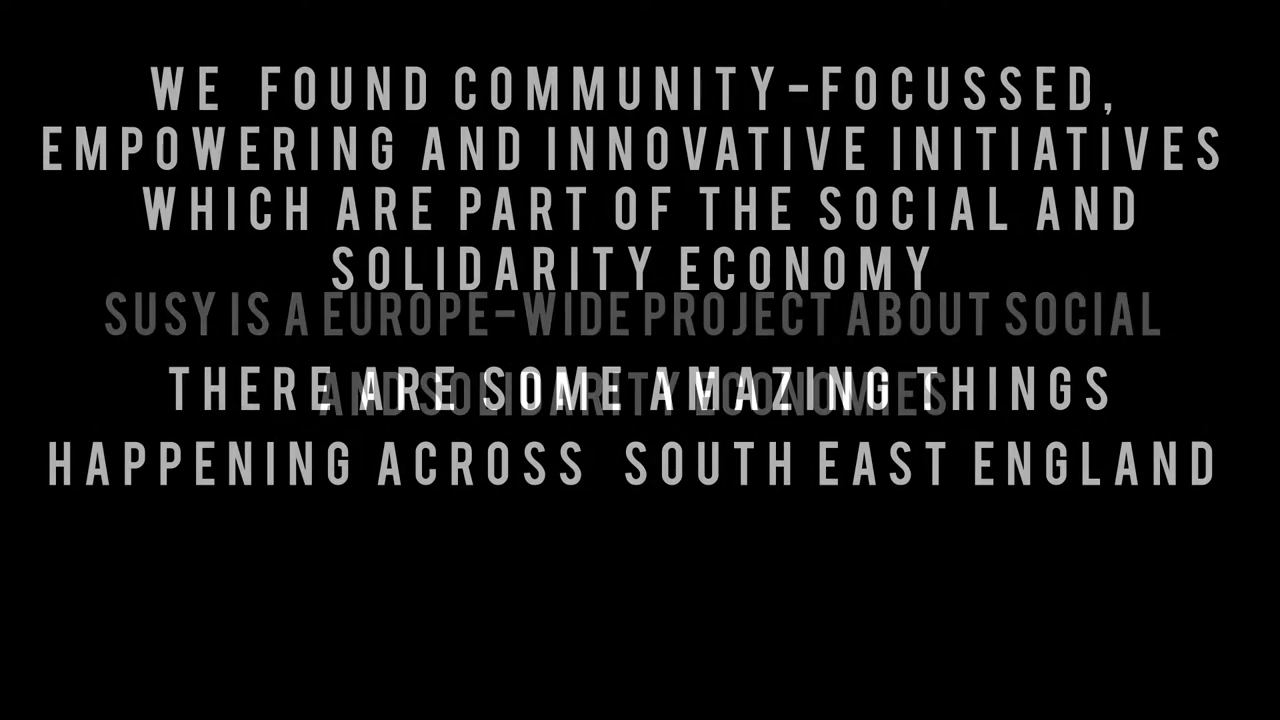 WE FOUND COMMUNITY-FOCUSSED,
EMPOWERING AND INNOVATIVE INITIATIVES
WHICH ARE PART OF THE SOCIAL AND
SOLIDARITY ECONOMY
SUSY IS A EUROPE-WIDE PROJECT ABOUT SOCIAL
AND SOLIDARITY ECONOMIES
THERE ARE SOME AMAZING THINGS
HAPPENING ACROSS SOUTH EAST ENGLAND